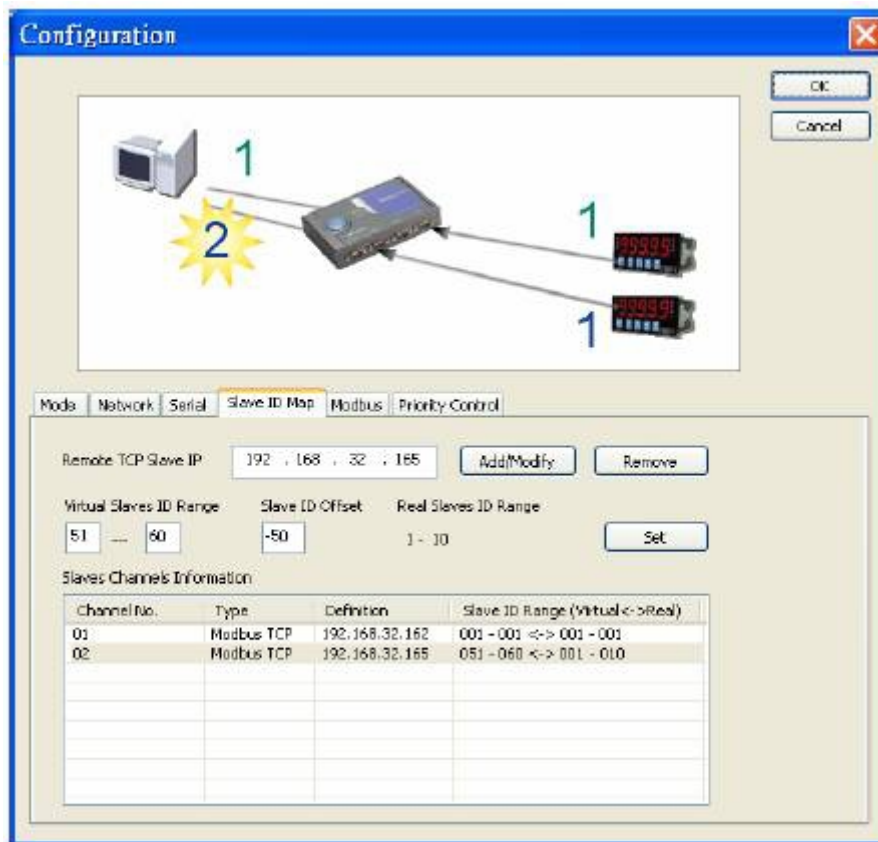 Configuration
OK
Cancel
1
2
1
1
Mode Network Serial Slave ID Map Modbus Priority Control
Remote TCP Slave IP 192 . 168 . 32 . 165 Add/Modify Remove
Virtual Slaves ID Range Slave ID Offset Real Slaves ID Range
51 --- 60 -50 1 - 10 Set
Slaves Channels Information
Channel No. Type Definition Slave ID Range (Virtual<->Real)
01 Modbus TCP 192.168.32.162 001 - 001 <-> 001 - 001
02 Modbus TCP 192.168.32.165 051 - 060 <-> 001 - 010